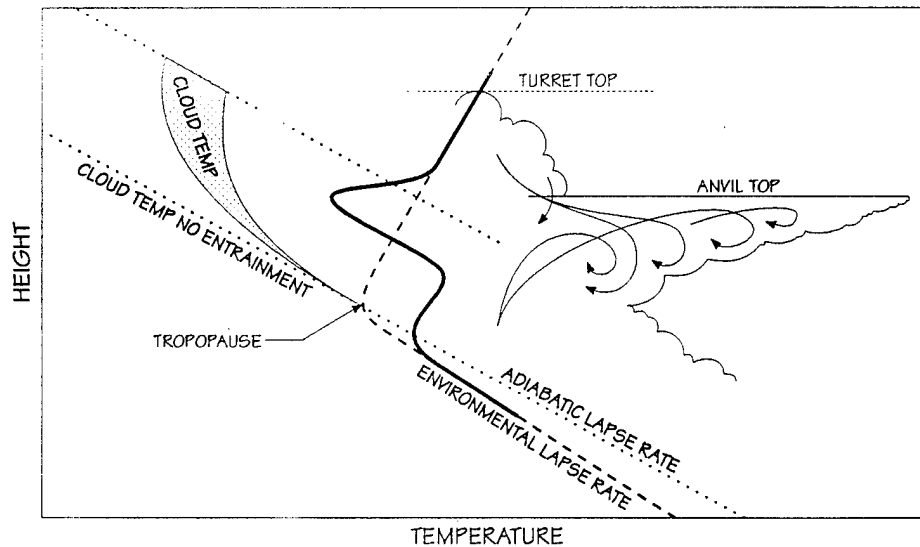 TURRET TOP
CLOUD TEMP
CLOUD TEMP NO ENTRAINMENT
ANVIL TOP
HEIGHT
TROPOPAUSE
ADIABATIC LAPSE RATE
ENVIRONMENTAL LAPSE RATE
TEMPERATURE